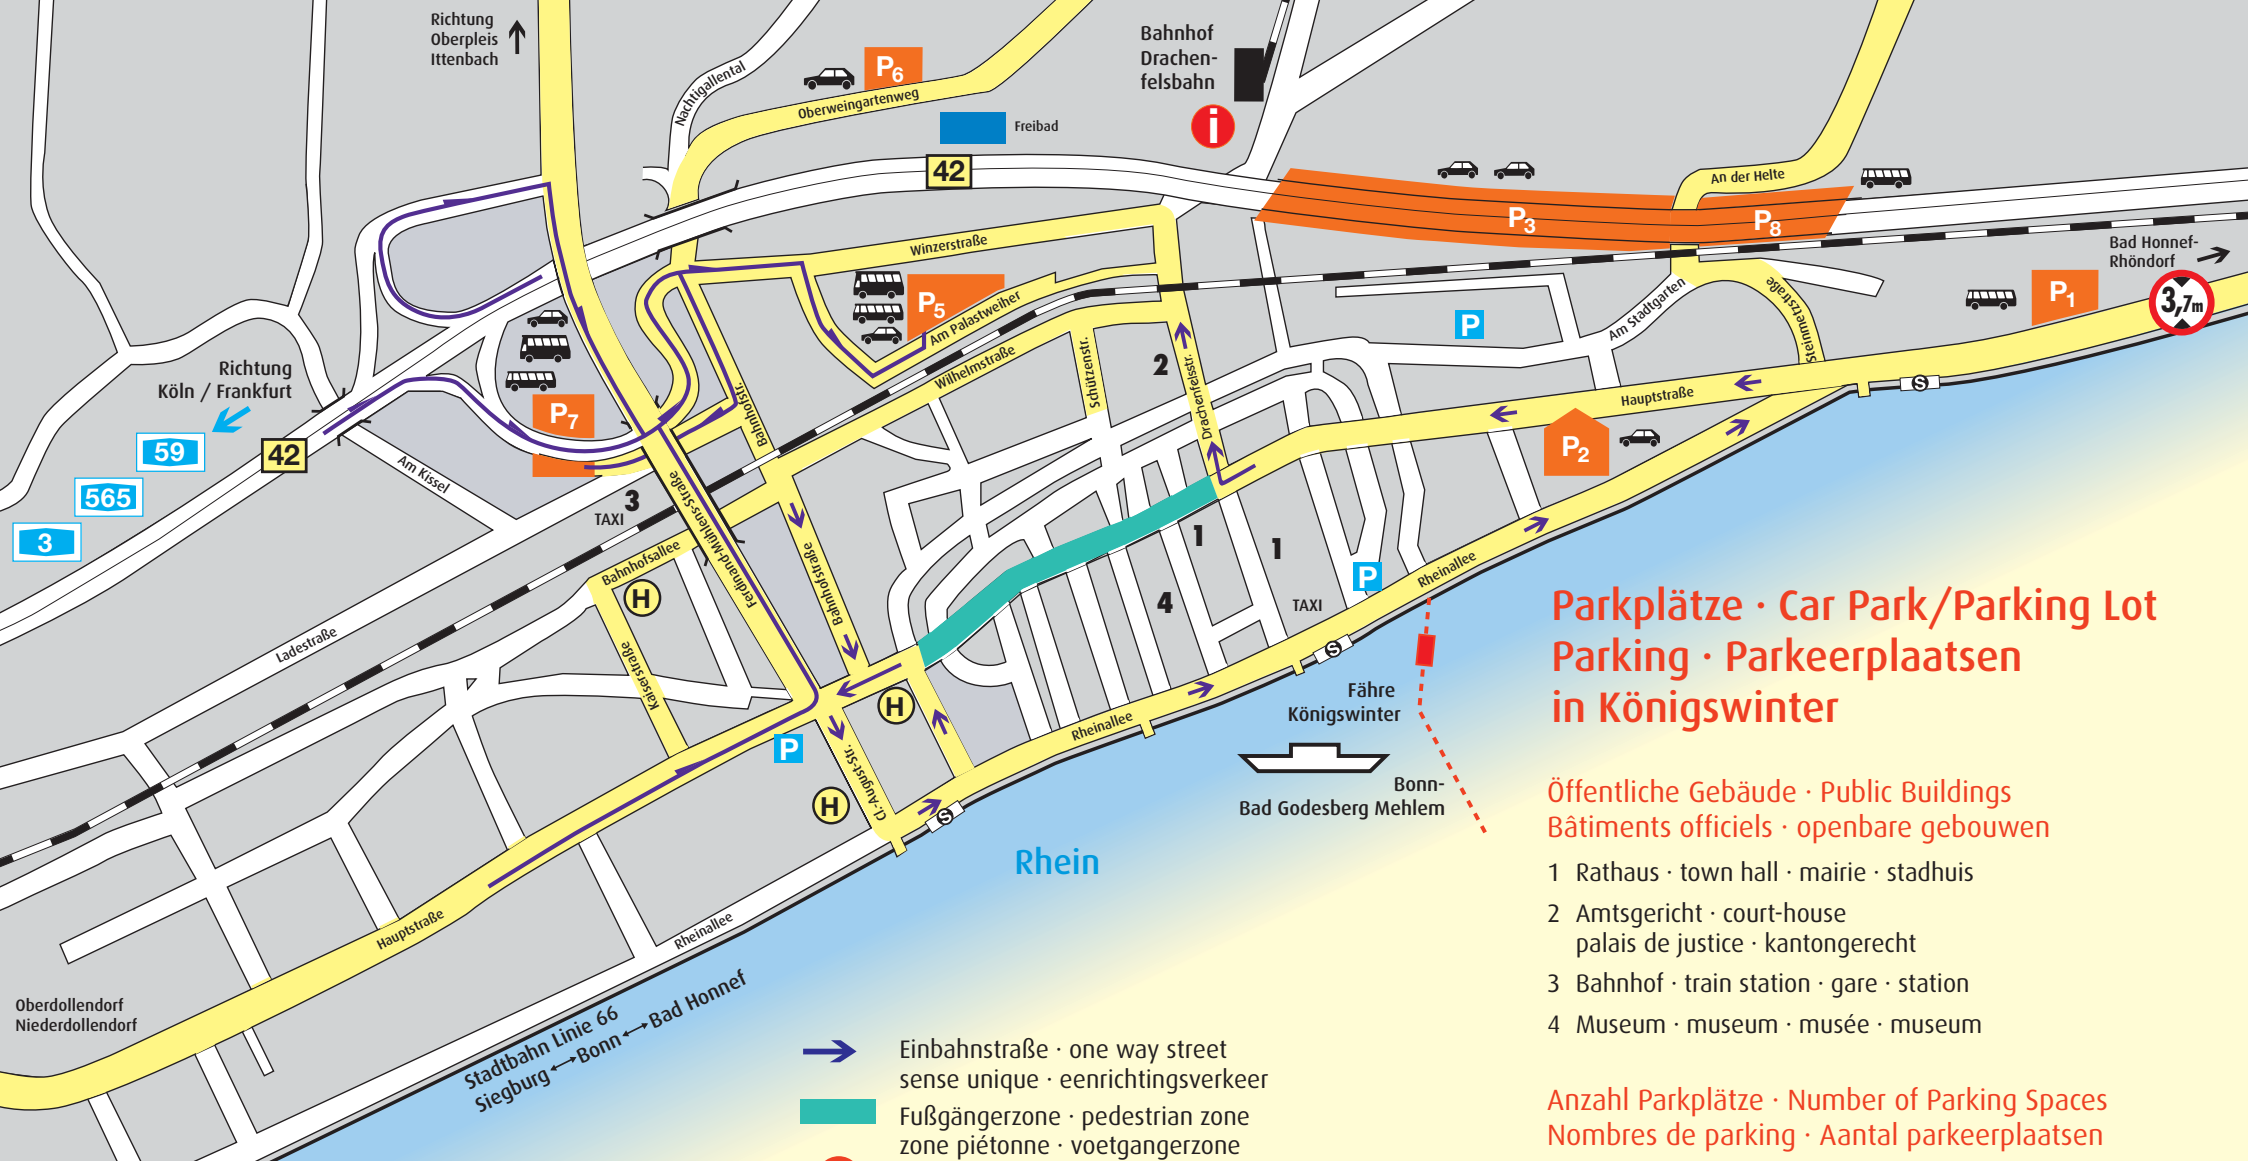 Richtung
Oberpleis
Ittenbach
Nachtigallental
P6
Oberweingartenweg
Freibad
Bahnhof
Drachen-
felsbahn
i
42
An der Helte
P3
P8
Bad Honnef-
Rhöndorf
3,7m
P1
Winzerstraße
P5
Am Palastweiher
Wilhelmstraße
Schützenstr.
2
Drachenfelsstr.
P
Am Stadtgarten
Steinmetzstraße
Hauptstraße
S
P2
Richtung
Köln / Frankfurt
59
565
3
42
P7
Am Kissel
Bahnhofstr.
3
TAXI
Ferdinand-Mülhens-Straße
Bahnhofsallee
H
Bahnhofstraße
Kaiserstraße
Ladestraße
1
1
4
P
TAXI
Rheinallee
S
H
P
H
Cl.-August-Str.
S
Rheinallee
Fähre
Königswinter
Bonn-
Bad Godesberg Mehlem
Rhein
Hauptstraße
Rheinallee
Oberdollendorf
Niederdollendorf
Stadtbahn Linie 66
Siegburg ↔ Bonn ↔ Bad Honnef
Parkplätze · Car Park/Parking Lot
Parking · Parkeerplaatsen
in Königswinter
Öffentliche Gebäude · Public Buildings
Bâtiments officiels · openbare gebouwen
1 Rathaus · town hall · mairie · stadhuis
2 Amtsgericht · court-house
palais de justice · kantongerecht
3 Bahnhof · train station · gare · station
4 Museum · museum · musée · museum
Anzahl Parkplätze · Number of Parking Spaces
Nombres de parking · Aantal parkeerplaatsen
Einbahnstraße · one way street
sense unique · eenrichtingsverkeer
Fußgängerzone · pedestrian zone
zone piétonne · voetgangerzone